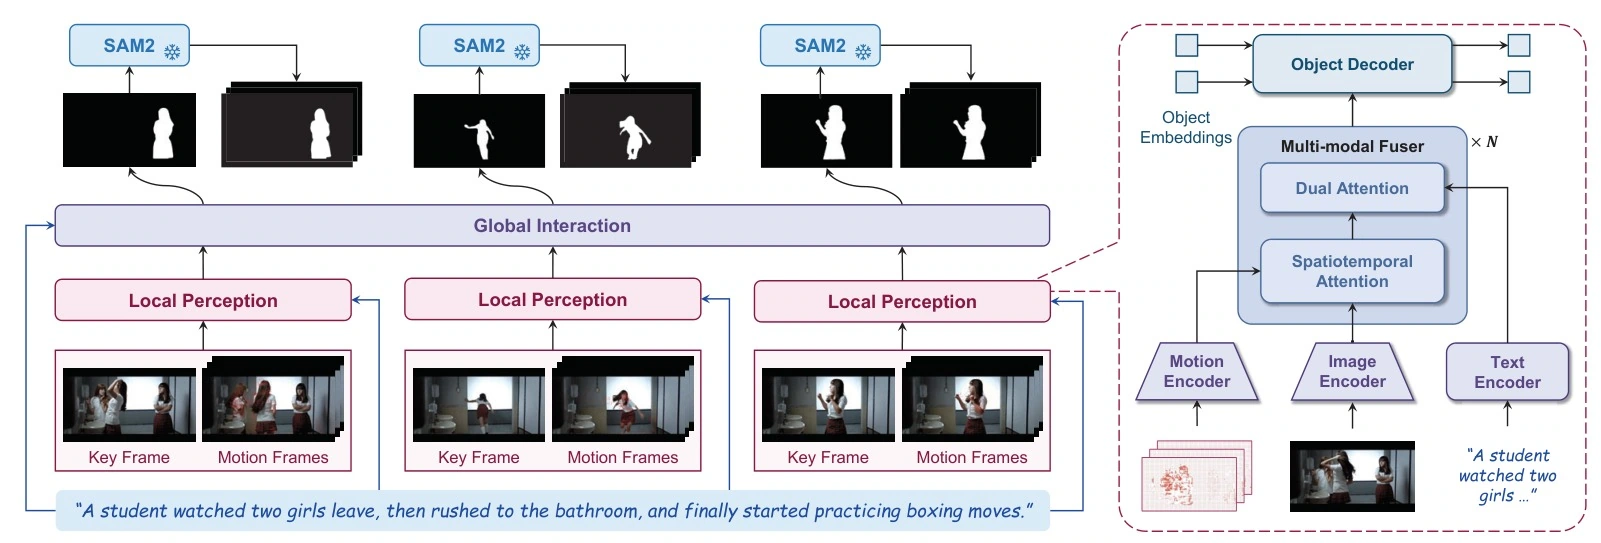 SAM2
SAM2
SAM2
Global Interaction
Local Perception
Local Perception
Local Perception
Key Frame
Motion Frames
Key Frame
Motion Frames
Key Frame
Motion Frames
“A student watched two girls leave, then rushed to the bathroom, and finally started practicing boxing moves.”
Object Decoder
Object
Embeddings
Multi-modal Fuser
× N
Dual Attention
Spatiotemporal
Attention
Motion
Encoder
Image
Encoder
Text
Encoder
“A student
watched two
girls ...”